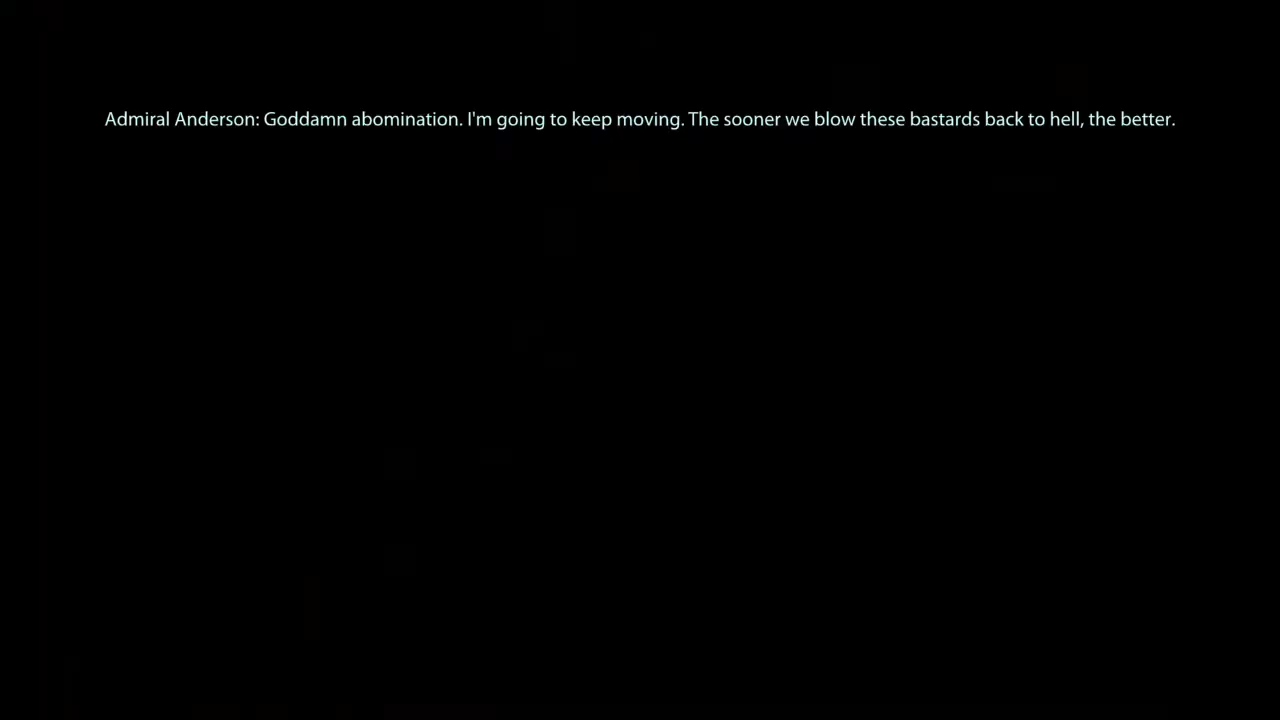 Admiral Anderson: Goddamn abomination. I'm going to keep moving. The sooner we blow these bastards back to hell, the better.